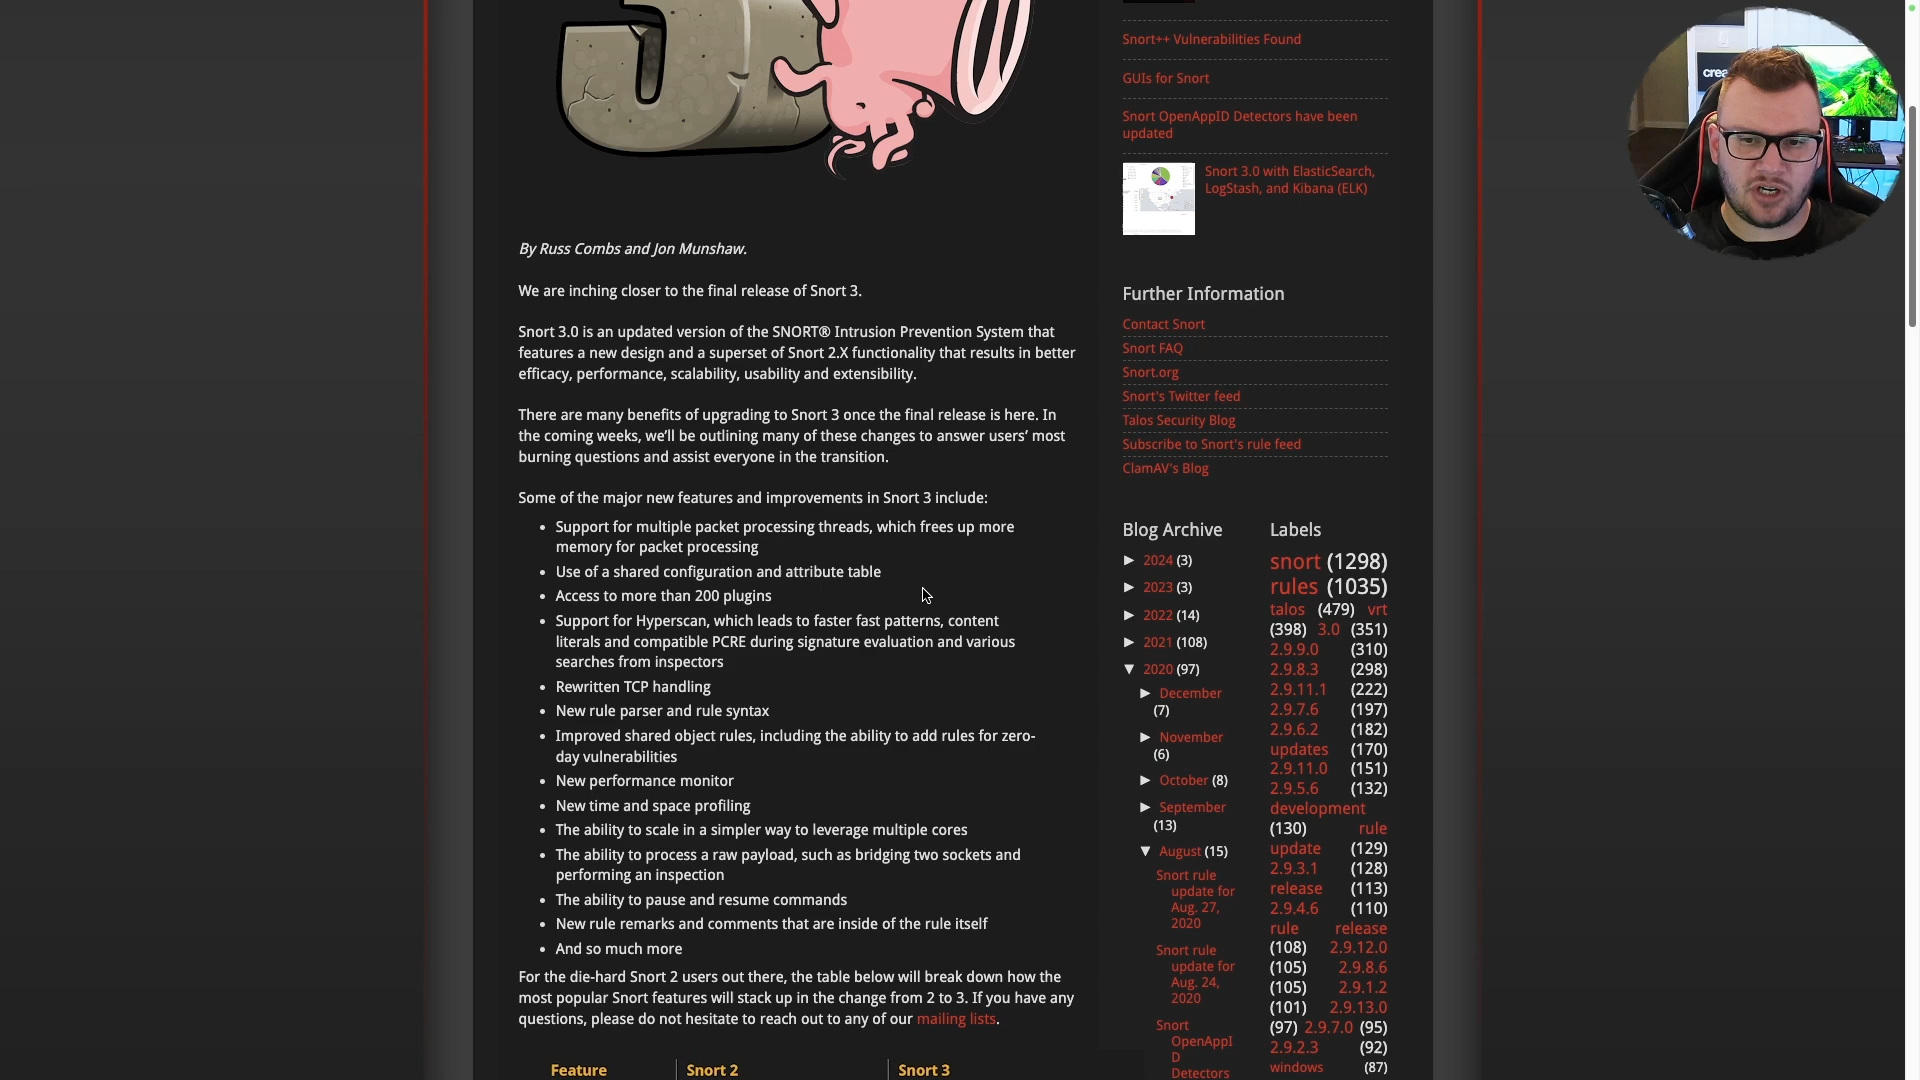 By Russ Combs and Jon Munshaw.
We are inching closer to the final release of Snort 3.
Snort 3.0 is an updated version of the SNORT® Intrusion Prevention System that
features a new design and a superset of Snort 2.X functionality that results in better
efficacy, performance, scalability, usability and extensibility.
There are many benefits of upgrading to Snort 3 once the final release is here. In
the coming weeks, we’ll be outlining many of these changes to answer users’ most
burning questions and assist everyone in the transition.
Some of the major new features and improvements in Snort 3 include:
• Support for multiple packet processing threads, which frees up more
memory for packet processing
• Use of a shared configuration and attribute table
• Access to more than 200 plugins
• Support for Hyperscan, which leads to faster fast patterns, content
literals and compatible PCRE during signature evaluation and various
searches from inspectors
• Rewritten TCP handling
• New rule parser and rule syntax
• Improved shared object rules, including the ability to add rules for zero-
day vulnerabilities
• New performance monitor
• New time and space profiling
• The ability to scale in a simpler way to leverage multiple cores
• The ability to process a raw payload, such as bridging two sockets and
performing an inspection
• The ability to pause and resume commands
• New rule remarks and comments that are inside of the rule itself
• And so much more
For the die-hard Snort 2 users out there, the table below will break down how the
most popular Snort features will stack up in the change from 2 to 3. If you have any
questions, please do not hesitate to reach out to any of our mailing lists.
Feature Snort 2 Snort 3
Snort++ Vulnerabilities Found
GUIs for Snort
Snort OpenAppID Detectors have been
updated
Snort 3.0 with ElasticSearch,
LogStash, and Kibana (ELK)
Further Information
Contact Snort
Snort FAQ
Snort.org
Snort's Twitter feed
Talos Security Blog
Subscribe to Snort's rule feed
ClamAV's Blog
Blog Archive
► 2024 (3)
► 2023 (3)
► 2022 (14)
► 2021 (108)
▼ 2020 (97)
► December
(7)
► November
(6)
► October (8)
► September
(13)
▼ August (15)
Snort rule
update for
Aug. 27,
2020
Snort rule
update for
Aug. 24,
2020
Snort
OpenAppI
D
Detectors
Labels
snort (1298)
rules (1035)
talos (479) vrt
(398) 3.0 (351)
2.9.9.0 (310)
2.9.8.3 (298)
2.9.11.1 (222)
2.9.7.6 (197)
2.9.6.2 (182)
updates (170)
2.9.11.0 (151)
2.9.5.6 (132)
development
(130) rule
update (129)
2.9.3.1 (128)
release (113)
2.9.4.6 (110)
rule release
(108) 2.9.12.0
(105) 2.9.8.6
(105) 2.9.1.2
(101) 2.9.13.0
(97) 2.9.7.0 (95)
2.9.2.3 (92)
windows (87)